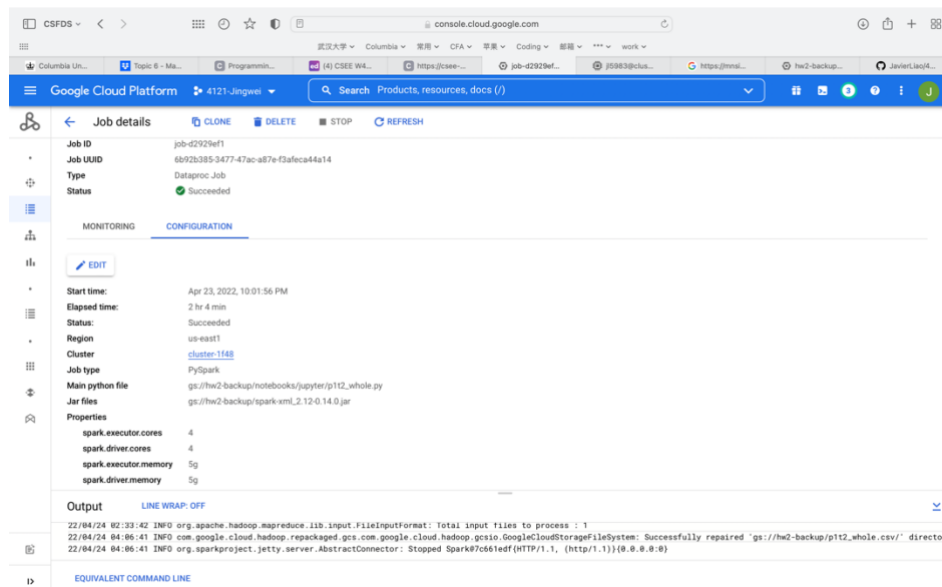 CSFDS
console.cloud.google.com
武汉大学 Columbia 常用 CFA 苹果 Coding 邮箱 *** work
Columbia Un... Topic 6 - Ma... Programmin... (4) CSEE W4... https://csee-... job-d2929ef... jl5983@clus... https://mnsi... hw2-backup... JavierLiao/4...
Google Cloud Platform 4121-Jingwei Search Products, resources, docs (/) 3 ? J
Job details CLONE DELETE STOP REFRESH
Job ID job-d2929ef1
Job UUID 6b92b385-3477-47ac-a87e-f3afeca44a14
Type Dataproc Job
Status Succeeded
MONITORING CONFIGURATION
EDIT
Start time: Apr 23, 2022, 10:01:56 PM
Elapsed time: 2 hr 4 min
Status: Succeeded
Region us-east1
Cluster cluster-1f48
Job type PySpark
Main python file gs://hw2-backup/notebooks/jupyter/p1t2_whole.py
Jar files gs://hw2-backup/spark-xml_2.12-0.14.0.jar
Properties
spark.executor.cores 4
spark.driver.cores 4
spark.executor.memory 5g
spark.driver.memory 5g
Output LINE WRAP: OFF
22/04/24 02:33:42 INFO org.apache.hadoop.mapreduce.lib.input.FileInputFormat: Total input files to process : 1
22/04/24 04:06:41 INFO com.google.cloud.hadoop.repackaged.gcs.com.google.cloud.hadoop.gcsio.GoogleCloudStorageFileSystem: Successfully repaired 'gs://hw2-backup/p1t2_whole.csv/' directo
22/04/24 04:06:41 INFO org.sparkproject.jetty.server.AbstractConnector: Stopped Spark@7c661edf{HTTP/1.1, (http/1.1)}{0.0.0.0:0}
EQUIVALENT COMMAND LINE